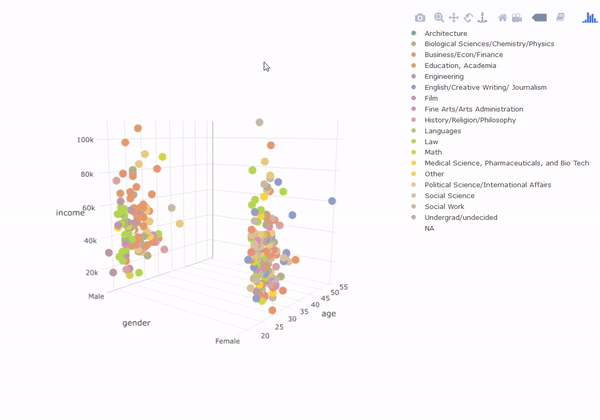 Architecture
Biological Sciences/Chemistry/Physics
Business/Econ/Finance
Education, Academia
Engineering
English/Creative Writing/ Journalism
Film
Fine Arts/Arts Administration
History/Religion/Philosophy
Languages
Law
Math
Medical Science, Pharmaceuticals, and Bio Tech
Other
Political Science/International Affairs
Social Science
Social Work
Undergrad/undecided
NA
100k
80k
60k
income
40k
20k
Male
gender
Female
20
25
30
35
40
45
50
55
age